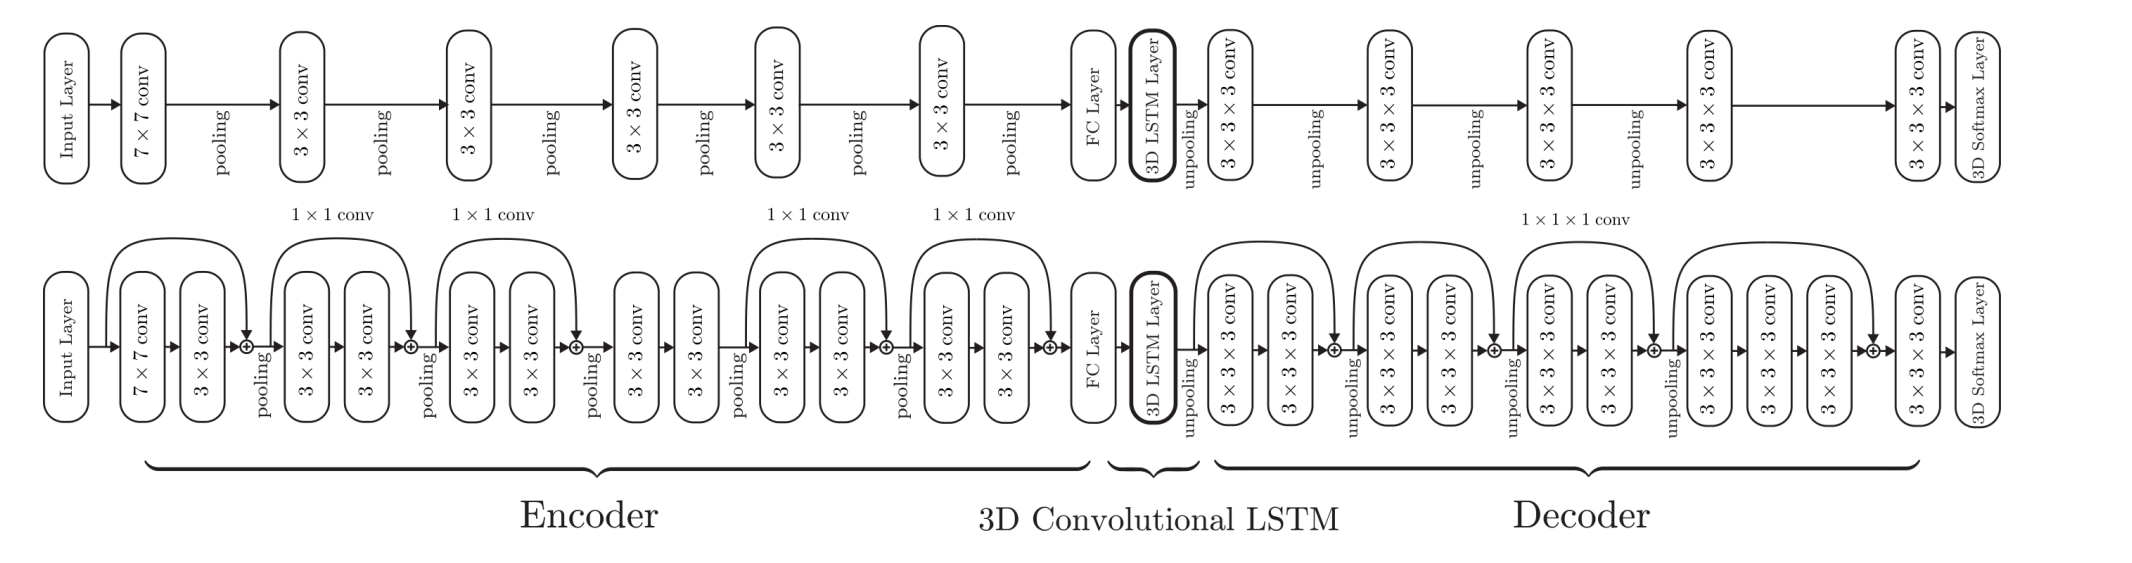 Input Layer
7 × 7 conv
pooling
3 × 3 conv
pooling
3 × 3 conv
pooling
3 × 3 conv
pooling
3 × 3 conv
pooling
3 × 3 conv
pooling
FC Layer
3D LSTM Layer
unpooling
3 × 3 × 3 conv
unpooling
3 × 3 × 3 conv
unpooling
3 × 3 × 3 conv
unpooling
3 × 3 × 3 conv
3 × 3 × 3 conv
3D Softmax Layer
1 × 1 conv
1 × 1 conv
1 × 1 conv
1 × 1 conv
1 × 1 × 1 conv
Input Layer
7 × 7 conv
3 × 3 conv
pooling
3 × 3 conv
3 × 3 conv
pooling
3 × 3 conv
3 × 3 conv
pooling
3 × 3 conv
3 × 3 conv
pooling
3 × 3 conv
3 × 3 conv
pooling
3 × 3 conv
3 × 3 conv
FC Layer
3D LSTM Layer
unpooling
3 × 3 × 3 conv
3 × 3 × 3 conv
unpooling
3 × 3 × 3 conv
3 × 3 × 3 conv
unpooling
3 × 3 × 3 conv
3 × 3 × 3 conv
unpooling
3 × 3 × 3 conv
3 × 3 × 3 conv
3 × 3 × 3 conv
3 × 3 × 3 conv
3D Softmax Layer
Encoder
3D Convolutional LSTM
Decoder